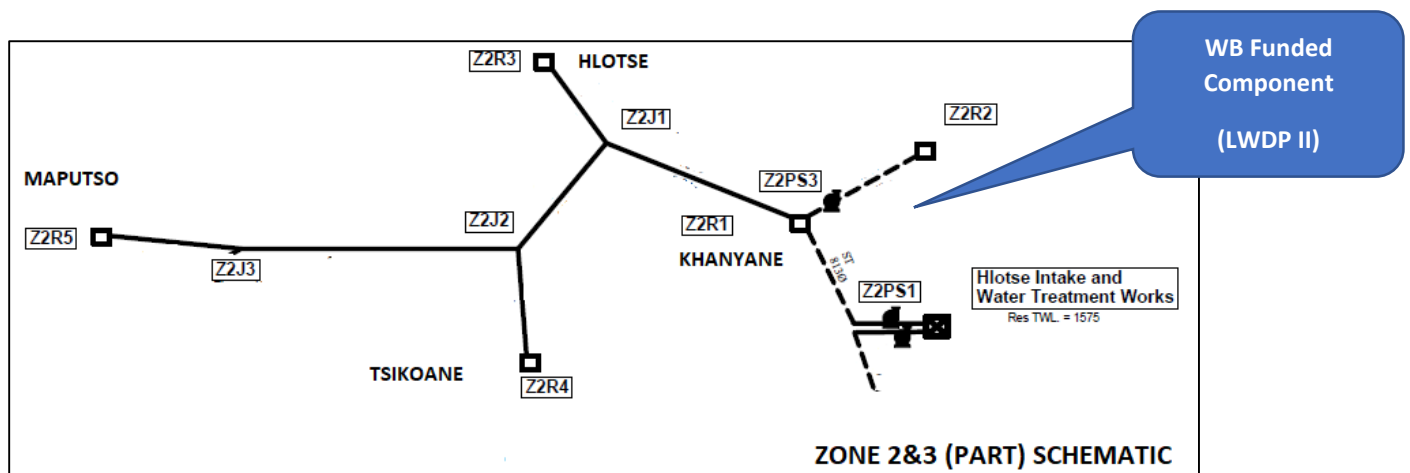 WB Funded
Component
(LWDP II)
Z2R3
HLOTSE
Z2J1
Z2R2
MAPUTSO
Z2PS3
Z2J2
Z2R1
Z2R5
KHANYANE
Z2J3
ST
813Ø
Z2PS1
Hlotse Intake and
Water Treatment Works
Res TWL. = 1575
TSIKOANE
Z2R4
ZONE 2&3 (PART) SCHEMATIC